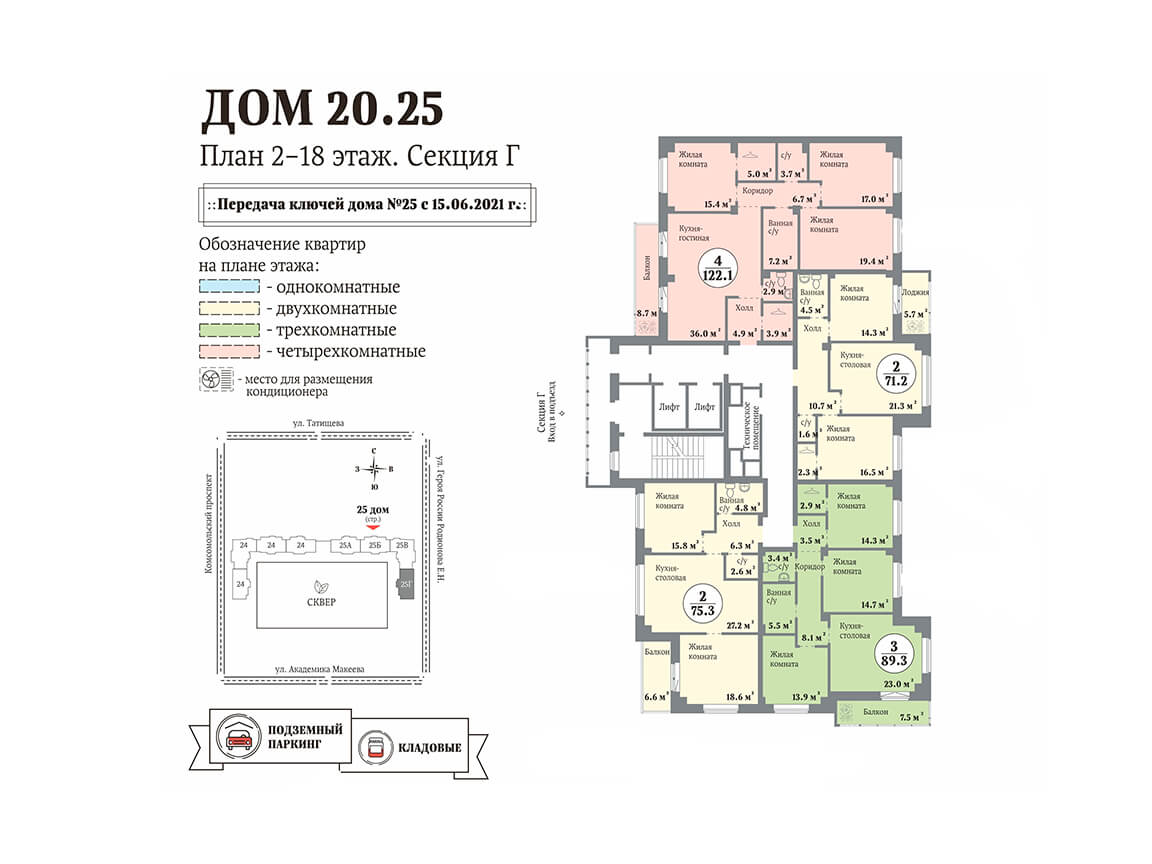 ДОМ 20.25
План 2–18 этаж. Секция Г
Передача ключей дома №25 с 15.06.2021 г.
Обозначение квартир
на плане этажа:
- однокомнатные
- двухкомнатные
- трехкомнатные
- четырехкомнатные
- место для размещения
кондиционера
ул. Татищева
Комсомольский проспект
ул. Героя России Родионова Е.Н.
С
З
В
Ю
25 дом
(стр.)
24
24
24
25А
25Б
25В
24
25Г
СКВЕР
ул. Академика Макеева
ПОДЗЕМНЫЙ
ПАРКИНГ
КЛАДОВЫЕ
Секция Г
Вход в подъезд
Жилая
комната
15.4 м²
5.0 м²
с/у
3.7 м²
Жилая
комната
17.0 м²
Коридор
6.7 м²
Кухня-
гостиная
36.0 м²
4
122.1
Ванная
с/у
7.2 м²
Жилая
комната
19.4 м²
Балкон
8.7 м
с/у
2.9 м²
Холл
4.9 м²
3.9 м²
Ванная
с/у
4.5 м²
Жилая
комната
14.3 м²
Лоджия
5.7 м²
Холл
10.7 м²
Кухня-
столовая
21.3 м²
2
71.2
с/у
1.6 м²
2.3 м²
Жилая
комната
16.5 м²
Лифт
Лифт
Техническое
помещение
Жилая
комната
15.8 м²
Ванная
с/у
4.8 м²
Холл
6.3 м²
с/у
2.6 м²
Кухня-
столовая
27.2 м²
2
75.3
Балкон
6.6 м²
Жилая
комната
18.6 м²
2.9 м²
Жилая
комната
14.3 м²
Холл
3.5 м²
3.4 м²
с/у
Коридор
8.1 м²
Жилая
комната
14.7 м²
Ванная
с/у
5.5 м²
Кухня-
столовая
23.0 м²
3
89.3
Жилая
комната
13.9 м²
Балкон
7.5 м²